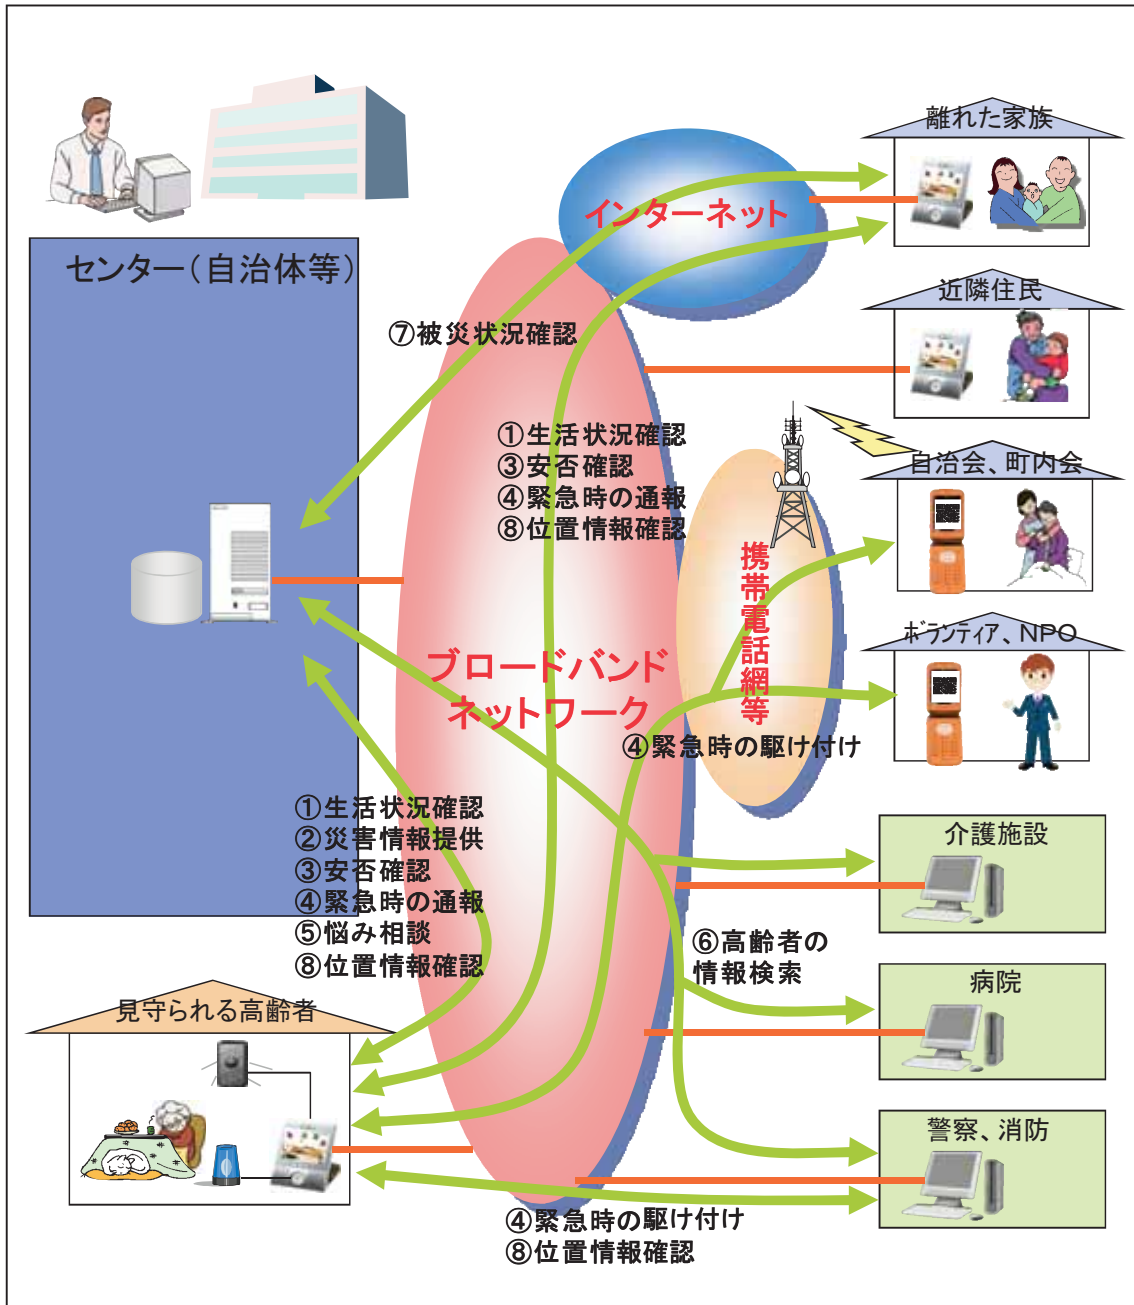 離れた家族
インターネット
センター（自治体等）
近隣住民
⑦被災状況確認
①生活状況確認
③安否確認
④緊急時の通報
⑧位置情報確認
自治会、町内会
携帯電話網等
ボランティア、NPO
ブロードバンド
ネットワーク
④緊急時の駆け付け
①生活状況確認
②災害情報提供
③安否確認
④緊急時の通報
⑤悩み相談
⑧位置情報確認
介護施設
⑥高齢者の
情報検索
病院
見守られる高齢者
警察、消防
④緊急時の駆け付け
⑧位置情報確認